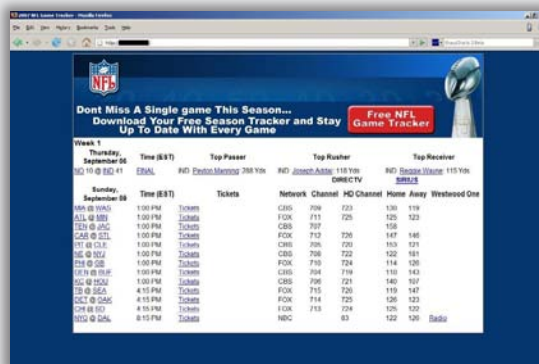 2007 NFL Game Tracker - Mozilla Firefox
File Edit View History Bookmarks Tools Help
http://
NFL
Dont Miss A Single game This Season...
Download Your Free Season Tracker and Stay
Up To Date With Every Game
Free NFL
Game Tracker
Week 1
Thursday, September 06 Time (EST) Top Passer Top Rusher Top Receiver
NO 10 @ IND 41 FINAL IND Peyton Manning: 288 Yds IND Joseph Addai: 118 Yds IND Reggie Wayne: 115 Yds
DIRECTV SIRIUS
Sunday, September 09 Time (EST) Tickets Network Channel HD Channel Home Away Westwood One
MIA @ WAS 1:00 PM Tickets CBS 709 723 130 119
ATL @ MIN 1:00 PM Tickets FOX 711 725 125 123
TEN @ JAC 1:00 PM Tickets CBS 707 158
CAR @ STL 1:00 PM Tickets FOX 712 726 147 146
PIT @ CLE 1:00 PM Tickets CBS 705 720 153 121
NE @ NYJ 1:00 PM Tickets CBS 708 722 122 181
PHI @ GB 1:00 PM Tickets FOX 710 724 114 126
DEN @ BUF 1:00 PM Tickets CBS 704 719 110 143
KC @ HOU 1:00 PM Tickets CBS 706 721 140 107
TB @ SEA 4:15 PM Tickets FOX 715 726 119 147
DET @ OAK 4:15 PM Tickets FOX 714 725 126 123
CHI @ SD 4:15 PM Tickets FOX 713 724 125 122
NYG @ DAL 8:15 PM Tickets NBC 83 122 126 Radio